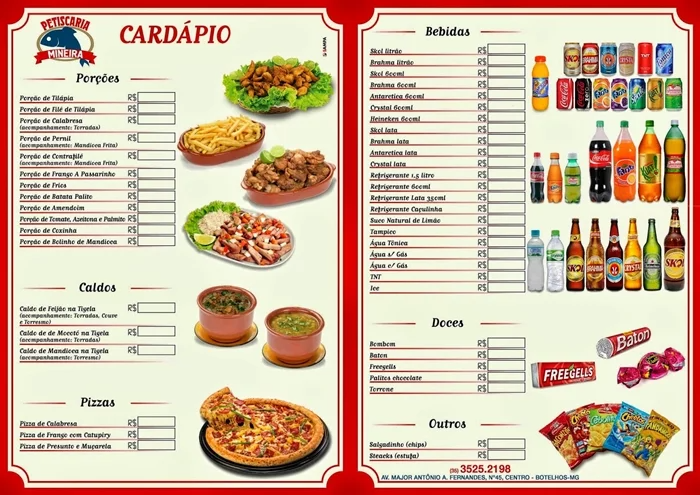 PETISCARIA
MINEIRA
CARDÁPIO
Porções
Porção de Tilápia R$
Porção de Filé de Tilápia R$
Porção de Calabresa R$
(acompanhamento: Torradas)
Porção de Pernil R$
(acompanhamento: Mandioca Frita)
Porção de Contrafilé R$
(acompanhamento: Mandioca Frita)
Porção de Frango A Passarinho R$
Porção de Frios R$
Porção de Batata Palito R$
Porção de Amendoim R$
Porção de Tomate, Azeitona e Palmito R$
Porção de Coxinha R$
Porção de Bolinho de Mandioca R$
Caldos
Caldo de Feijão na Tigela R$
(acompanhamento: Torradas, Couve
e Torresmo)
Caldo de de Mocotó na Tigela R$
(acompanhamento: Torradas)
Caldo de Mandioca na Tigela R$
(acompanhamento: Torresmo)
Pizzas
Pizza de Calabresa R$
Pizza de Frango com Catupiry R$
Pizza de Presunto e Muçarela R$
Bebidas
Skol litrão R$
Brahma litrão R$
Skol 600ml R$
Brahma 600ml R$
Antarctica 600ml R$
Crystal 600ml R$
Heineken 600ml R$
Skol lata R$
Brahma lata R$
Antarctica lata R$
Crystal lata R$
Refrigerante 1,5 litro R$
Refrigerante 600ml R$
Refrigerante Lata 350ml R$
Refrigerante Caçulinha R$
Suco Natural de Limão R$
Tampico R$
Água Tônica R$
Água s/ Gás R$
Água c/ Gás R$
TNT R$
Ice R$
Doces
Bombom R$
Baton R$
Freegells R$
Palitos chocolate R$
Torrone R$
Baton
FREEGELLS
Outros
Salgadinho (chips) R$
Steacks (estufa) R$
(35) 3525.2198
AV. MAJOR ANTÔNIO A. FERNANDES, Nº45, CENTRO - BOTELHOS-MG